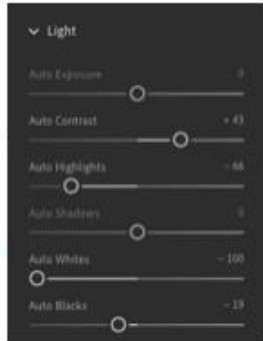 Light
Auto Exposure 0
Auto Contrast + 43
Auto Highlights - 66
Auto Shadows 0
Auto Whites - 100
Auto Blacks - 19